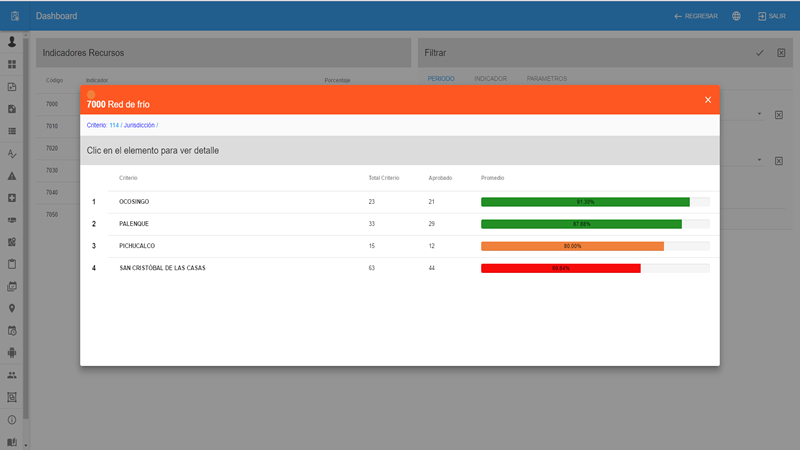 Dashboard
REGRESAR
SALIR
Indicadores Recursos
Filtrar
Código
Indicador
Porcentaje
PERIODO
INDICADOR
PARAMETROS
7000
7010
7020
7030
7040
7050
7000 Red de frío
Criterio: 114 / Jurisdicción /
Clic en el elemento para ver detalle
Criterio Total Criterio Aprobado Promedio
1 OCOSINGO 23 21 91.30%
2 PALENQUE 33 29 87.88%
3 PICHUCALCO 15 12 80.00%
4 SAN CRISTÓBAL DE LAS CASAS 63 44 69.84%